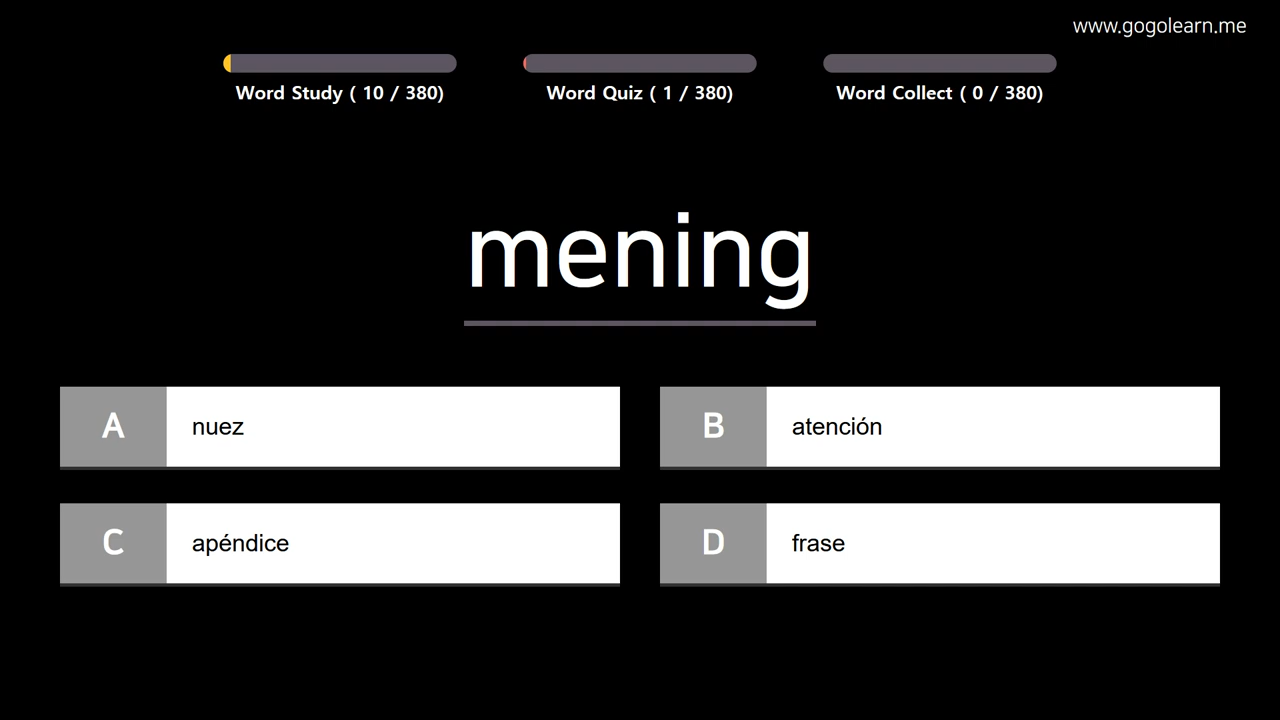 www.gogolearn.me
Word Study ( 10 / 380)
Word Quiz ( 1 / 380)
Word Collect ( 0 / 380)
mening
A nuez
B atención
C apéndice
D frase